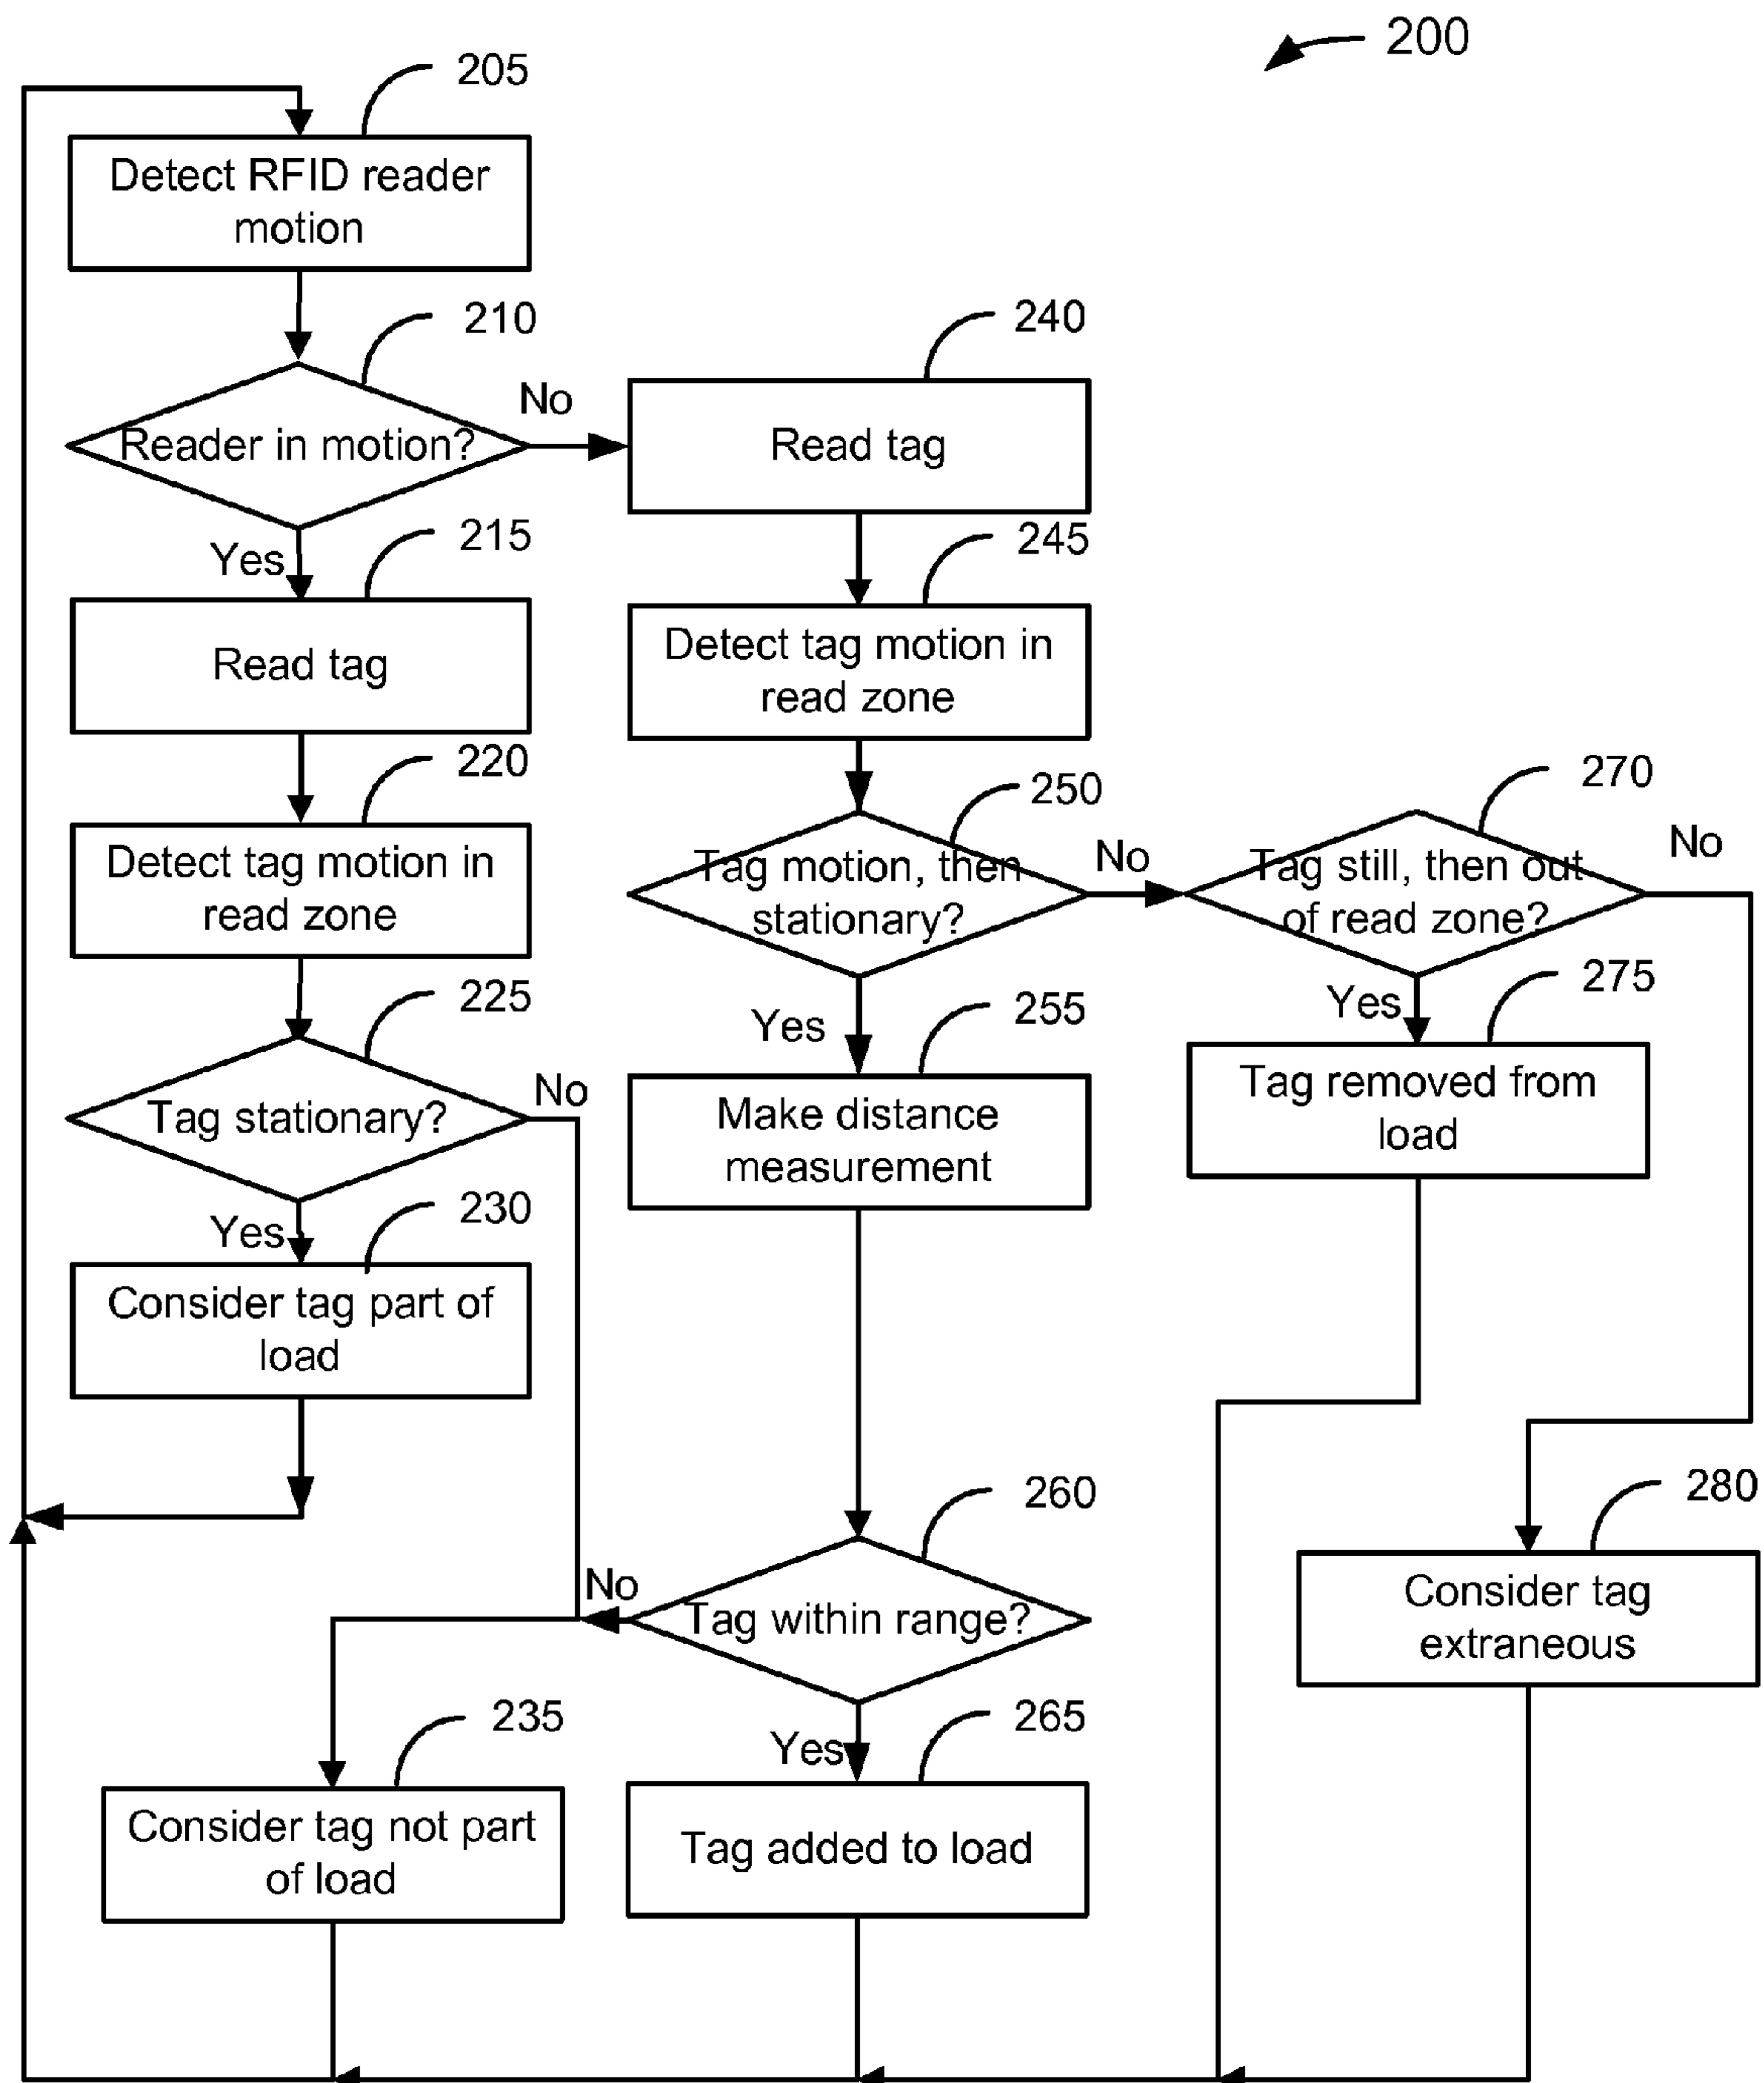 200
205
Detect RFID reader
motion
210
Reader in motion?
No
Yes
215
Read tag
220
Detect tag motion in
read zone
225
Tag stationary?
No
Yes
230
Consider tag part of
load
235
Consider tag not part
of load
240
Read tag
245
Detect tag motion in
read zone
250
Tag motion, then
stationary?
No
Yes
255
Make distance
measurement
260
Tag within range?
No
Yes
265
Tag added to load
270
Tag still, then out
of read zone?
No
Yes
275
Tag removed from
load
280
Consider tag
extraneous